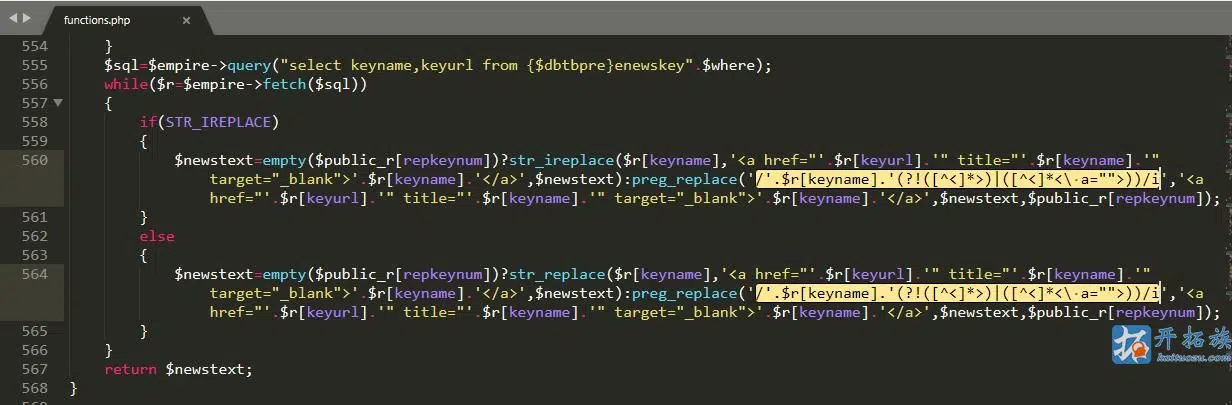 functions.php ×
554 }
555 $sql=$empire->query("select keyname,keyurl from {$dbtbpre}enewskey".$where);
556 while($r=$empire->fetch($sql))
557 {
558 if(STR_IREPLACE)
559 {
560 $newstext=empty($public_r[repkeynum])?str_ireplace($r[keyname],'<a href="'.$r[keyurl].'" title="'.$r[keyname].'"
target="_blank">'.$r[keyname].'</a>',$newstext):preg_replace('/'.$r[keyname].'(?!([^<]*>)|([^<]*<\ a="">))/i','<a
href="'.$r[keyurl].'" title="'.$r[keyname].'" target="_blank">'.$r[keyname].'</a>',$newstext,$public_r[repkeynum]);
561 }
562 else
563 {
564 $newstext=empty($public_r[repkeynum])?str_replace($r[keyname],'<a href="'.$r[keyurl].'" title="'.$r[keyname].'"
target="_blank">'.$r[keyname].'</a>',$newstext):preg_replace('/'.$r[keyname].'(?!([^<]*>)|([^<]*<\ a="">))/i','<a
href="'.$r[keyurl].'" title="'.$r[keyname].'" target="_blank">'.$r[keyname].'</a>',$newstext,$public_r[repkeynum]);
565 }
566 }
567 return $newstext;
568 }
拓 开拓族
kaituozu.com